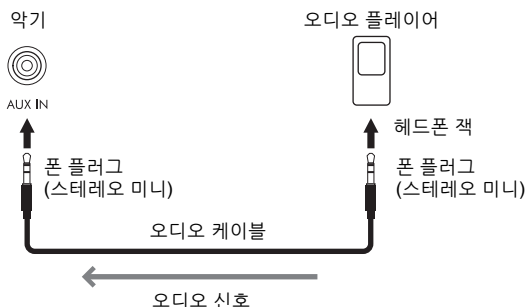 악기
오디오 플레이어
AUX IN
헤드폰 잭
폰 플러그
(스테레오 미니)
폰 플러그
(스테레오 미니)
오디오 케이블
오디오 신호